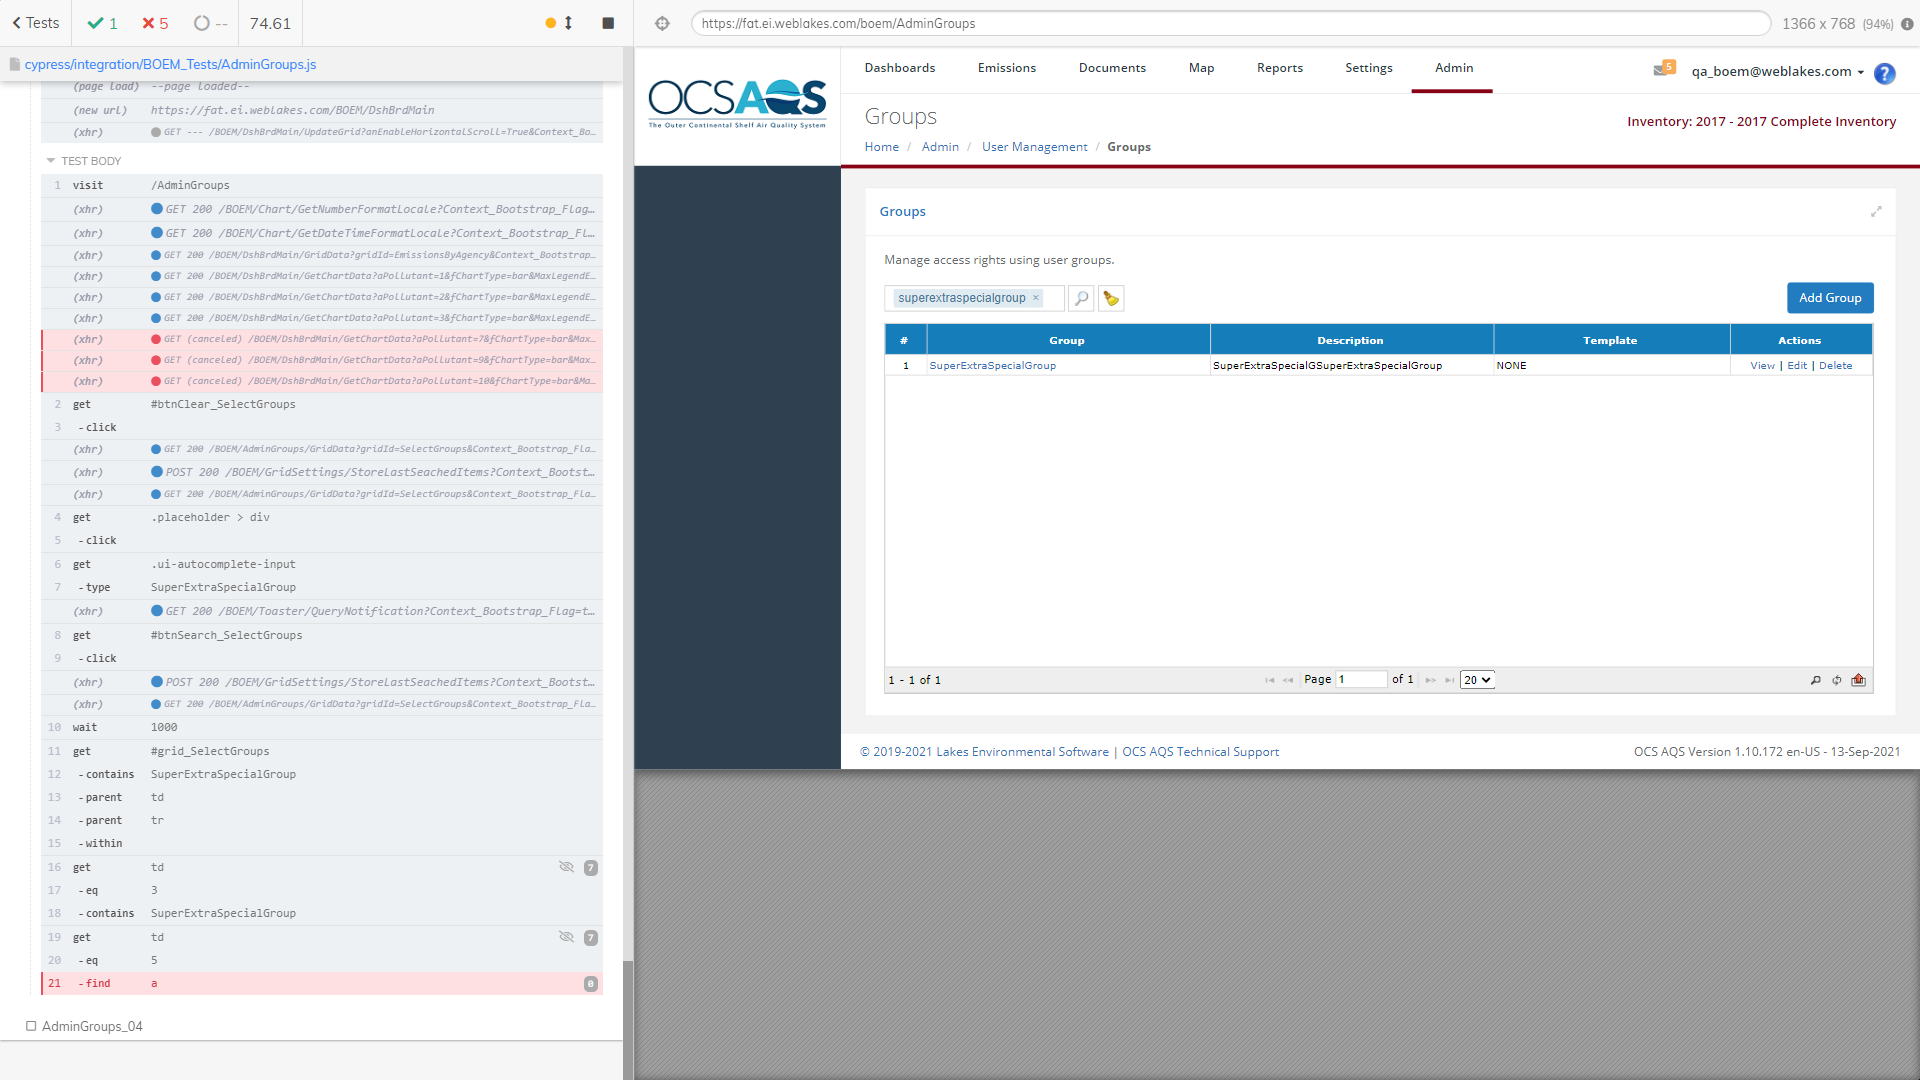 Tests
1
5
--
74.61
cypress/integration/BOEM_Tests/AdminGroups.js
(page load) --page loaded--
(new url) https://fat.ei.weblakes.com/BOEM/DshBrdMain
(xhr) GET --- /BOEM/DshBrdMain/UpdateGrid?anEnableHorizontalScroll=True&Context_Bo...
TEST BODY
1 visit /AdminGroups
(xhr) GET 200 /BOEM/Chart/GetNumberFormatLocale?Context_Bootstrap_Flag...
(xhr) GET 200 /BOEM/Chart/GetDateTimeFormatLocale?Context_Bootstrap_Fl...
(xhr) GET 200 /BOEM/DshBrdMain/GridData?gridId=EmissionsByAgency&Context_Bootstrap...
(xhr) GET 200 /BOEM/DshBrdMain/GetChartData?aPollutant=1&fChartType=bar&MaxLegendE...
(xhr) GET 200 /BOEM/DshBrdMain/GetChartData?aPollutant=2&fChartType=bar&MaxLegendE...
(xhr) GET 200 /BOEM/DshBrdMain/GetChartData?aPollutant=3&fChartType=bar&MaxLegendE...
(xhr) GET (canceled) /BOEM/DshBrdMain/GetChartData?aPollutant=7&fChartType=bar&Max...
(xhr) GET (canceled) /BOEM/DshBrdMain/GetChartData?aPollutant=9&fChartType=bar&Max...
(xhr) GET (canceled) /BOEM/DshBrdMain/GetChartData?aPollutant=10&fChartType=bar&Ma...
2 get #btnClear_SelectGroups
3 -click
(xhr) GET 200 /BOEM/AdminGroups/GridData?gridId=SelectGroups&Context_Bootstrap_Fla...
(xhr) POST 200 /BOEM/GridSettings/StoreLastSeachedItems?Context_Bootst...
(xhr) GET 200 /BOEM/AdminGroups/GridData?gridId=SelectGroups&Context_Bootstrap_Fla...
4 get .placeholder > div
5 -click
6 get .ui-autocomplete-input
7 -type SuperExtraSpecialGroup
(xhr) GET 200 /BOEM/Toaster/QueryNotification?Context_Bootstrap_Flag=t...
8 get #btnSearch_SelectGroups
9 -click
(xhr) POST 200 /BOEM/GridSettings/StoreLastSeachedItems?Context_Bootst...
(xhr) GET 200 /BOEM/AdminGroups/GridData?gridId=SelectGroups&Context_Bootstrap_Fla...
10 wait 1000
11 get #grid_SelectGroups
12 -contains SuperExtraSpecialGroup
13 -parent td
14 -parent tr
15 -within
16 get td 7
17 -eq 3
18 -contains SuperExtraSpecialGroup
19 get td 7
20 -eq 5
21 -find a 0
AdminGroups_04
https://fat.ei.weblakes.com/boem/AdminGroups
1366 x 768 (94%)
OCSAQS
The Outer Continental Shelf Air Quality System
Dashboards Emissions Documents Map Reports Settings Admin
5 qa_boem@weblakes.com ?
Groups
Inventory: 2017 - 2017 Complete Inventory
Home / Admin / User Management / Groups
Groups
Manage access rights using user groups.
superextraspecialgroup ×
Add Group
# Group Description Template Actions
1 SuperExtraSpecialGroup SuperExtraSpecialGSuperExtraSpecialGroup NONE View | Edit | Delete
1 - 1 of 1 Page 1 of 1 20
© 2019-2021 Lakes Environmental Software | OCS AQS Technical Support
OCS AQS Version 1.10.172 en-US - 13-Sep-2021